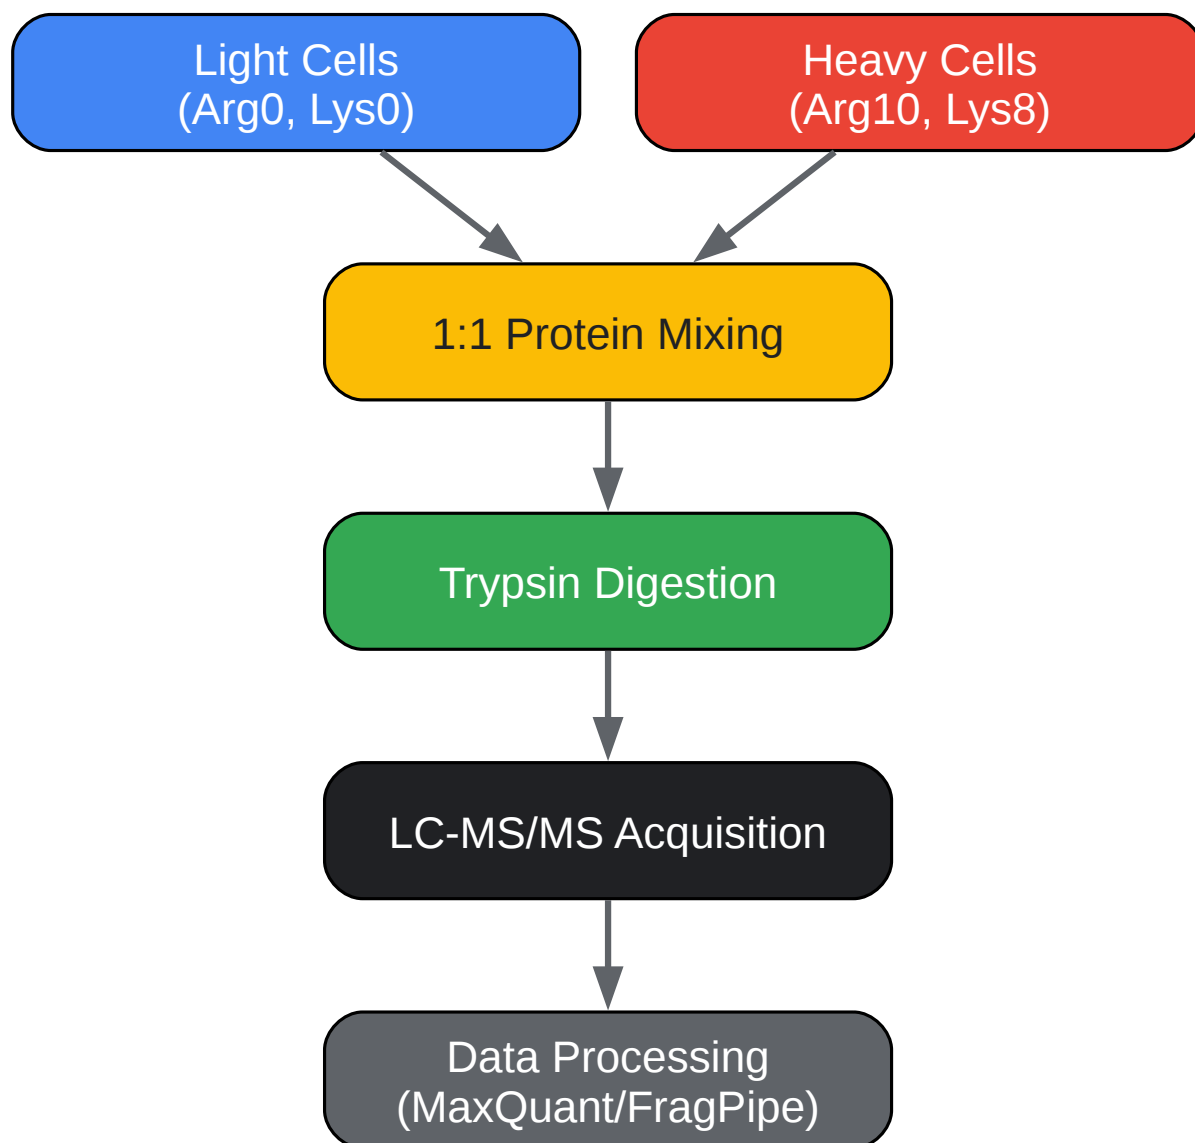 Light Cells
(Arg0, Lys0)
Heavy Cells
(Arg10, Lys8)
1:1 Protein Mixing
Trypsin Digestion
LC-MS/MS Acquisition
Data Processing
(MaxQuant/FragPipe)